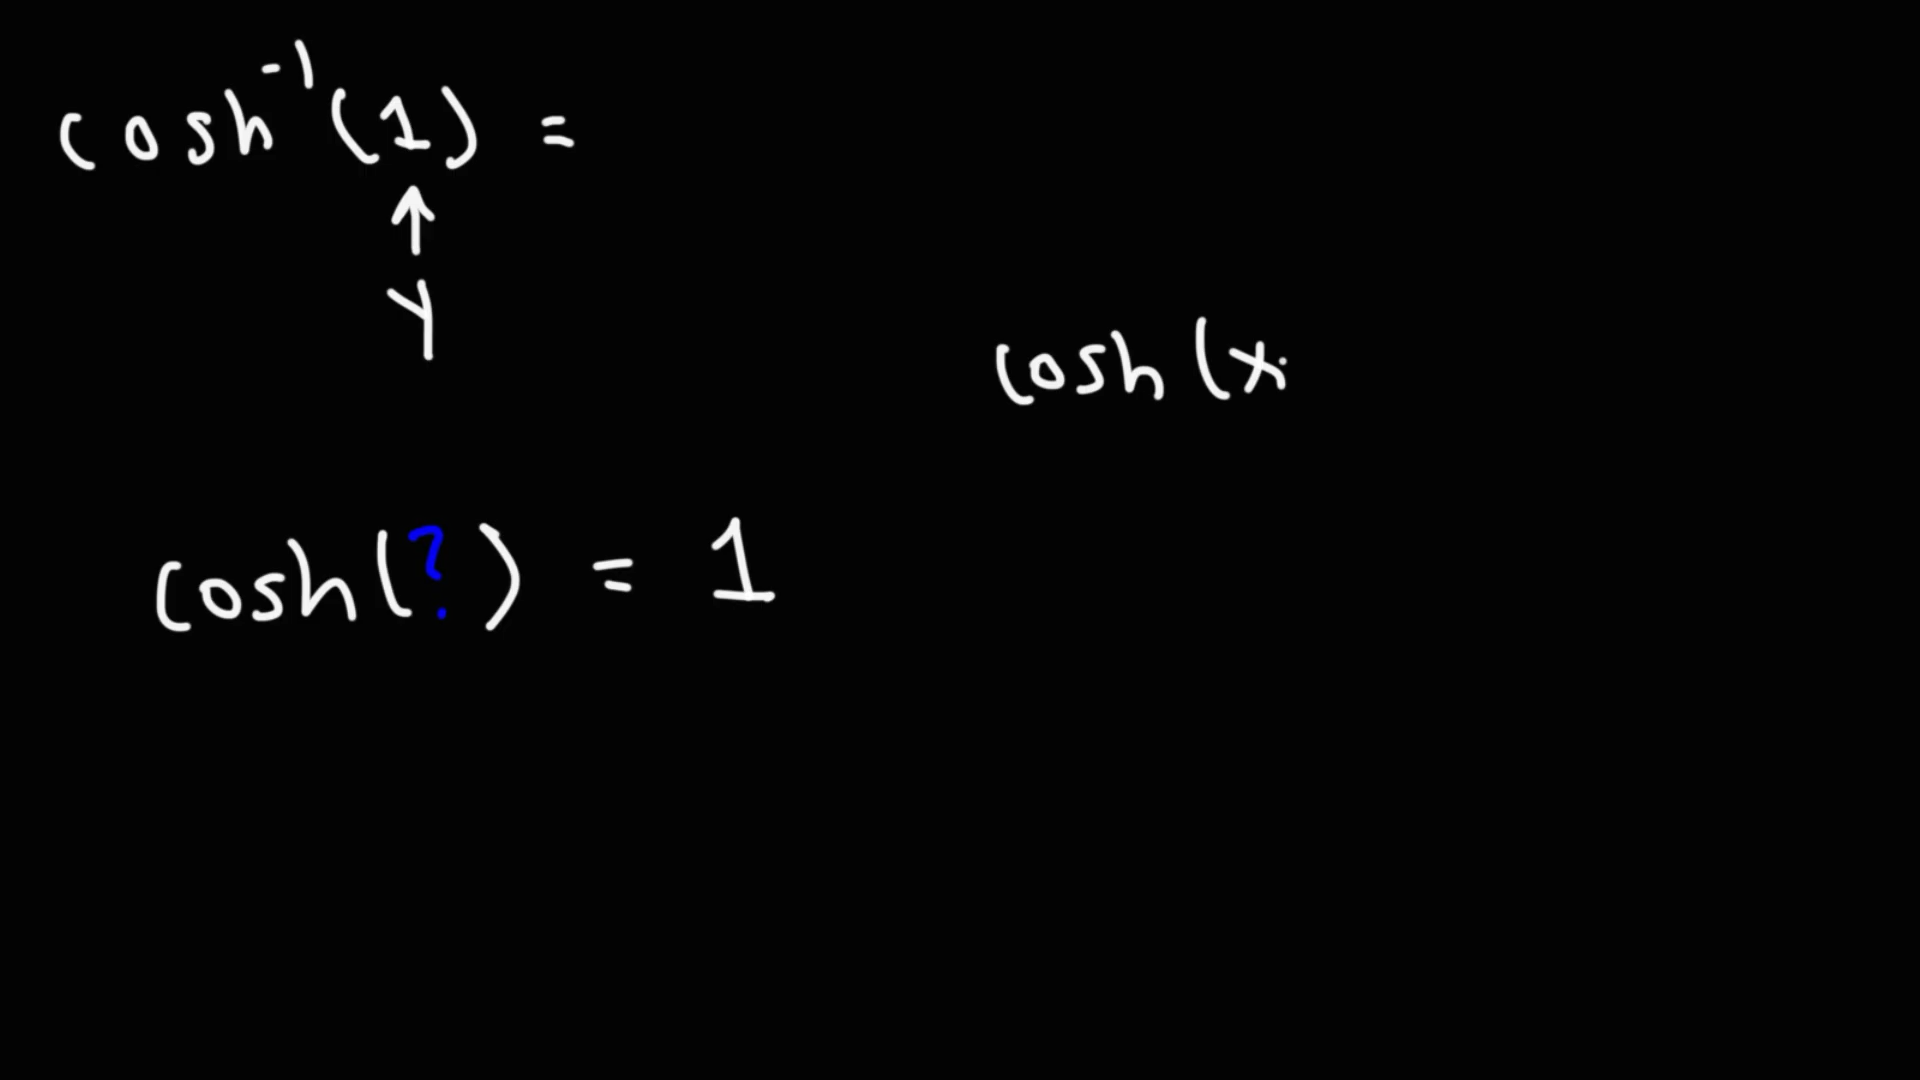 cosh⁻¹(1) =
↑
y
cosh(x
cosh(?) = 1